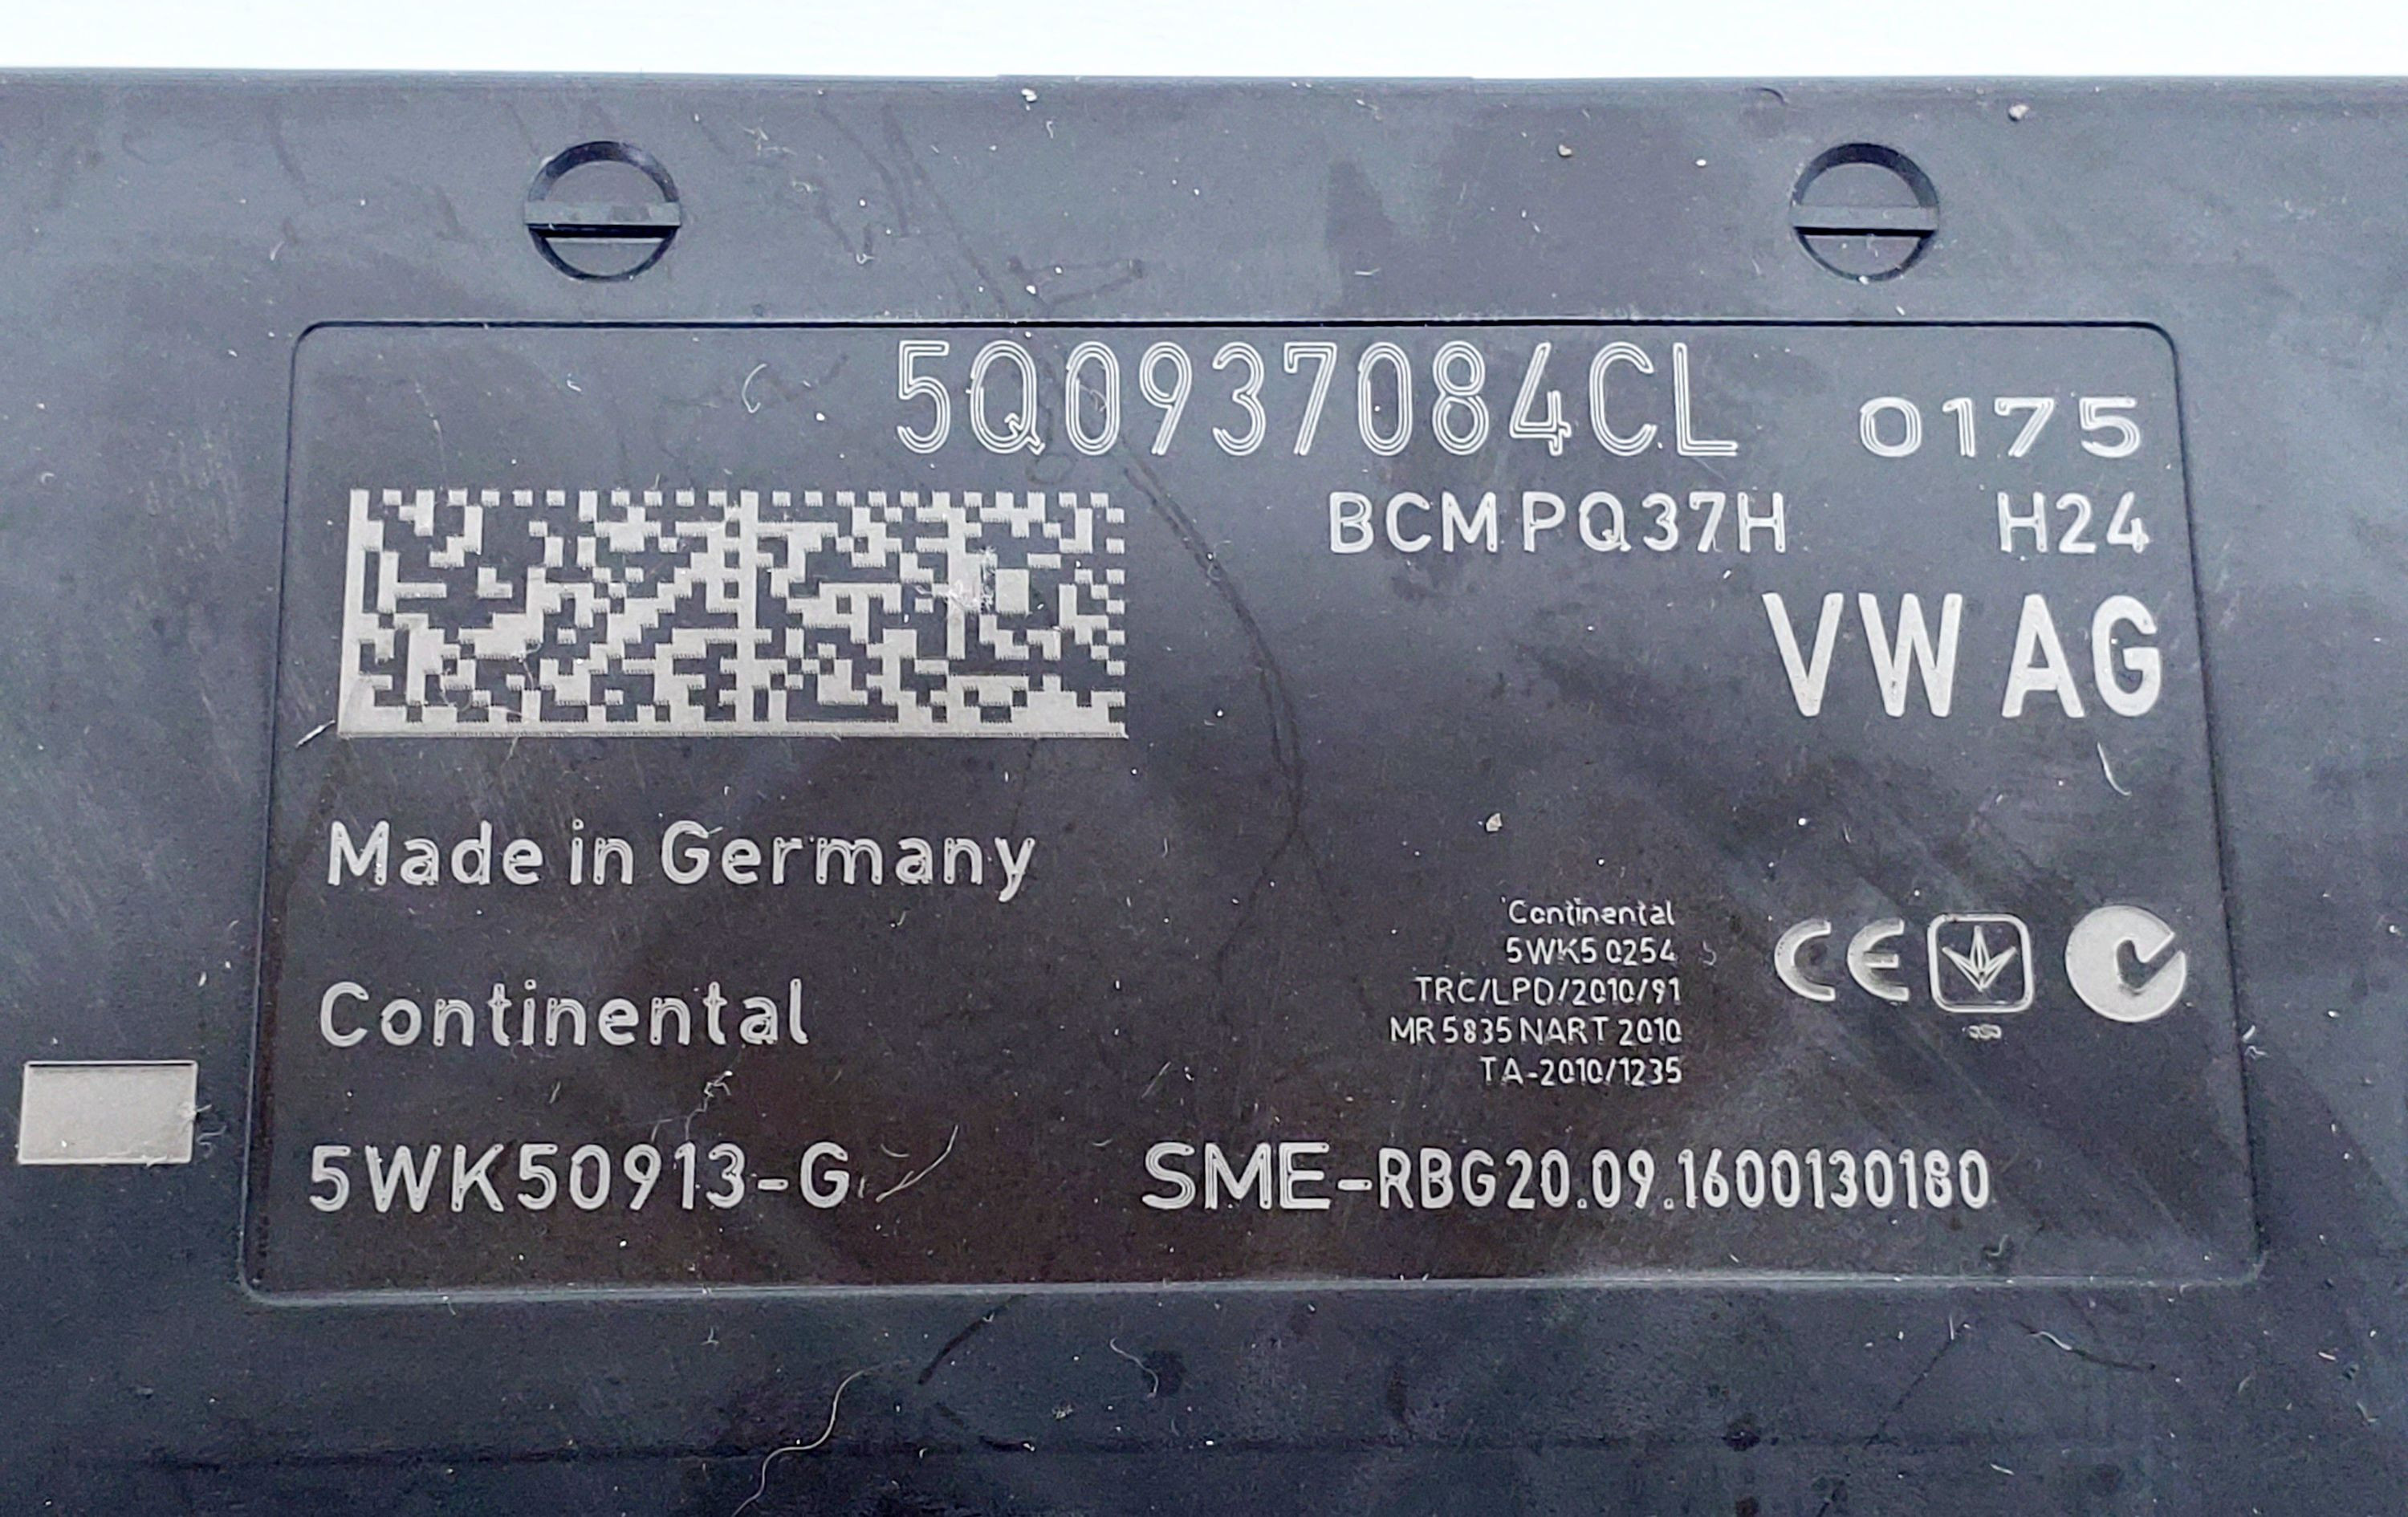 5Q0937084CL 0175
BCM PQ37H H24
VW AG
Made in Germany
Continental
5WK5 0254
TRC/LPD/2010/91
MR 5835 NART 2010
TA-2010/1235
CE
Continental
5WK50913-G
SME-RBG20.09.1600130180